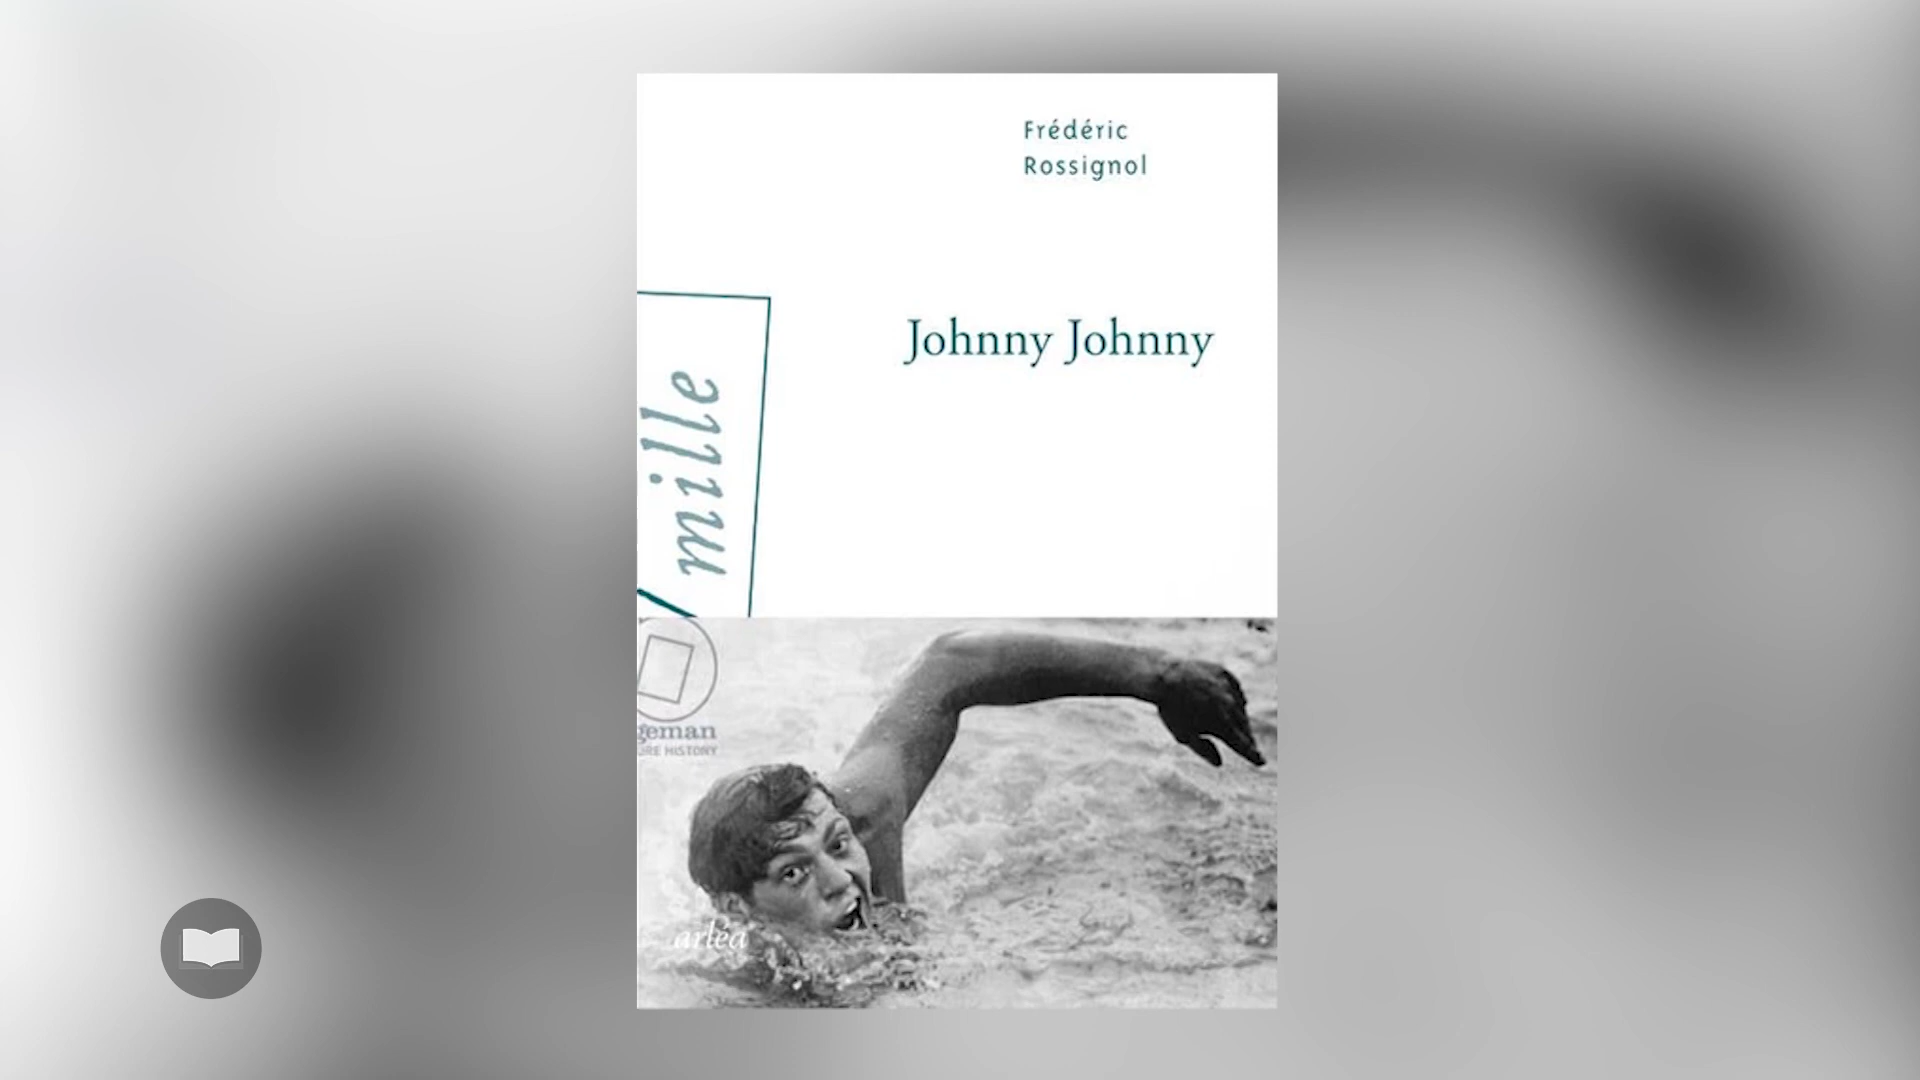 Frédéric
Rossignol
Johnny Johnny
mille
geman
URE HISTORY
arléa